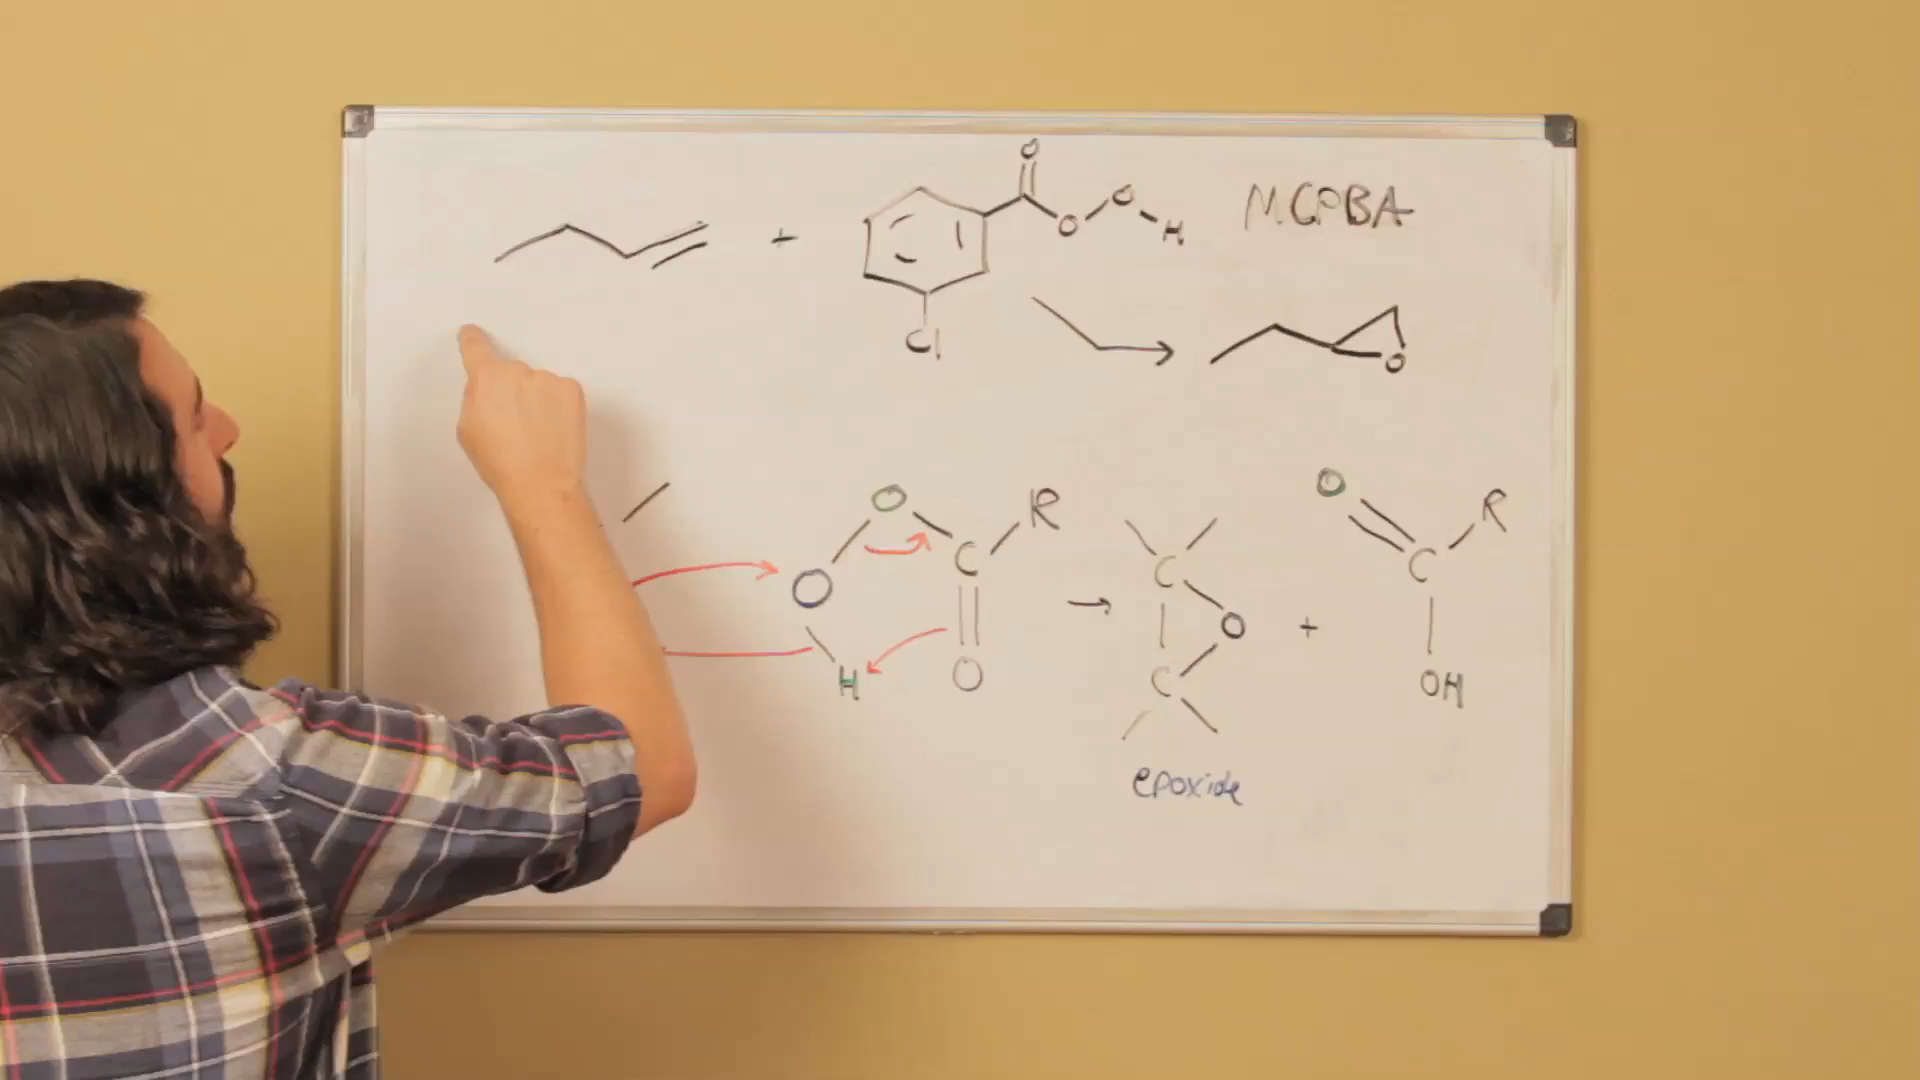 O
+ O O H MCPBA
Cl
O
O O C R
H O
→ C O C + O C R OH
epoxide